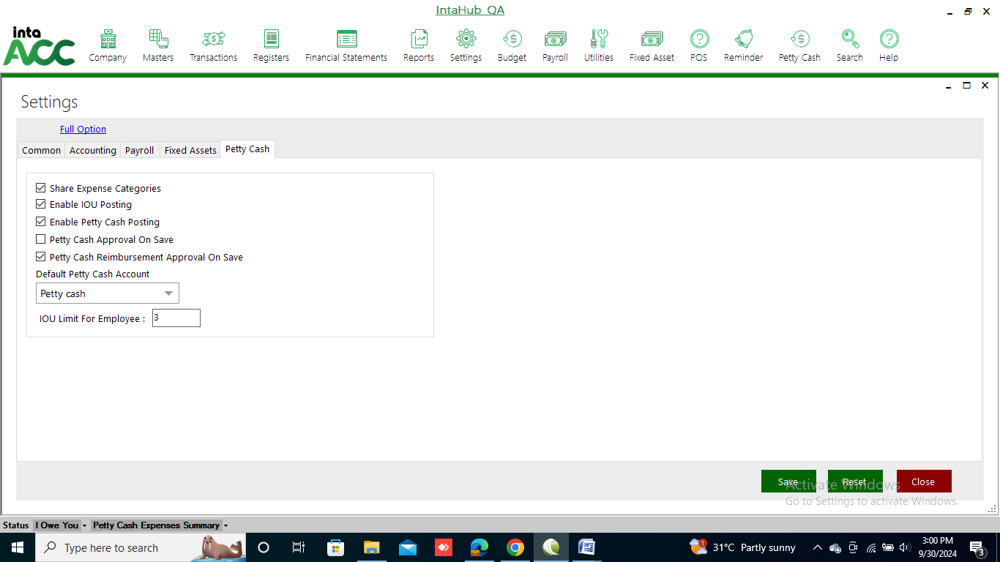 IntaHub_QA
inta
ACC
Company Masters Transactions Registers Financial Statements Reports Settings Budget Payroll Utilities Fixed Asset POS Reminder Petty Cash Search Help
Settings
Full Option
Common Accounting Payroll Fixed Assets Petty Cash
Share Expense Categories
Enable IOU Posting
Enable Petty Cash Posting
Petty Cash Approval On Save
Petty Cash Reimbursement Approval On Save
Default Petty Cash Account
Petty cash
IOU Limit For Employee : 3
Save Reset Close
Activate Windows
Go to Settings to activate Windows.
Status I Owe You Petty Cash Expenses Summary
Type here to search
1
31°C Partly sunny
3:00 PM
9/30/2024
3